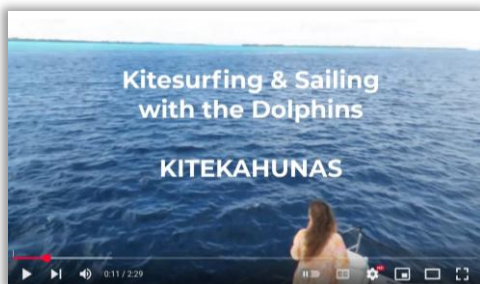 Kitesurfing & Sailing
with the Dolphins
KITEKAHUNAS
0:11 / 2:29